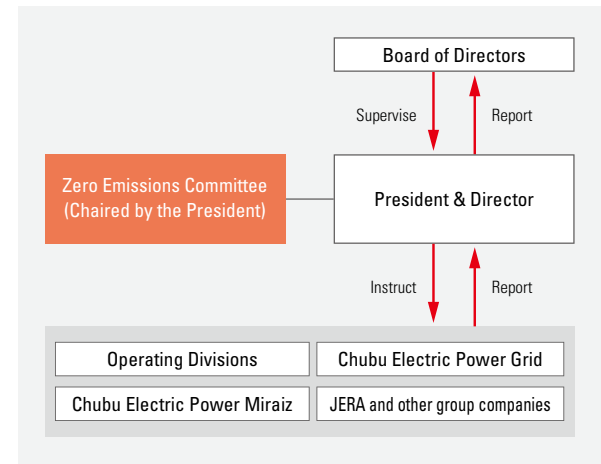 Board of Directors
Supervise
Report
Zero Emissions Committee
(Chaired by the President)
President & Director
Instruct
Report
Operating Divisions
Chubu Electric Power Grid
Chubu Electric Power Miraiz
JERA and other group companies